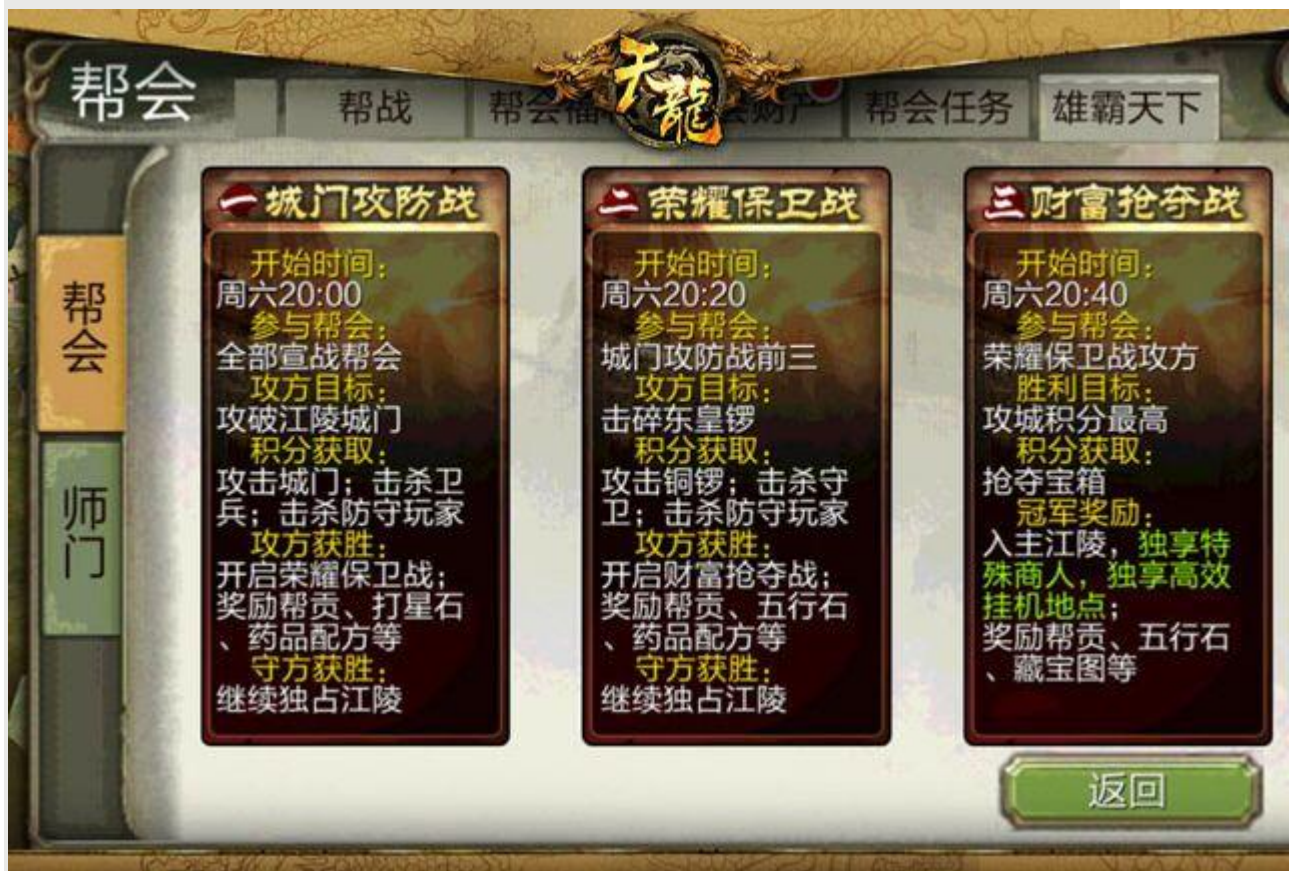 帮会
帮战
帮会福
财产
帮会任务
雄霸天下
天龍
帮会
师门
一 城门攻防战
开始时间：
周六20:00
参与帮会：
全部宣战帮会
攻方目标：
攻破江陵城门
积分获取：
攻击城门；击杀卫
兵；击杀防守玩家
攻方获胜：
开启荣耀保卫战；
奖励帮贡、打星石
、药品配方等
守方获胜：
继续独占江陵
二 荣耀保卫战
开始时间：
周六20:20
参与帮会：
城门攻防战前三
攻方目标：
击碎东皇锣
积分获取：
攻击铜锣；击杀守
卫；击杀防守玩家
攻方获胜：
开启财富抢夺战；
奖励帮贡、五行石
、药品配方等
守方获胜：
继续独占江陵
三 财富抢夺战
开始时间：
周六20:40
参与帮会：
荣耀保卫战攻方
胜利目标：
攻城积分最高
积分获取：
抢夺宝箱
冠军奖励：
入主江陵，独享特
殊商人，独享高效
挂机地点；
奖励帮贡、五行石
、藏宝图等
返回